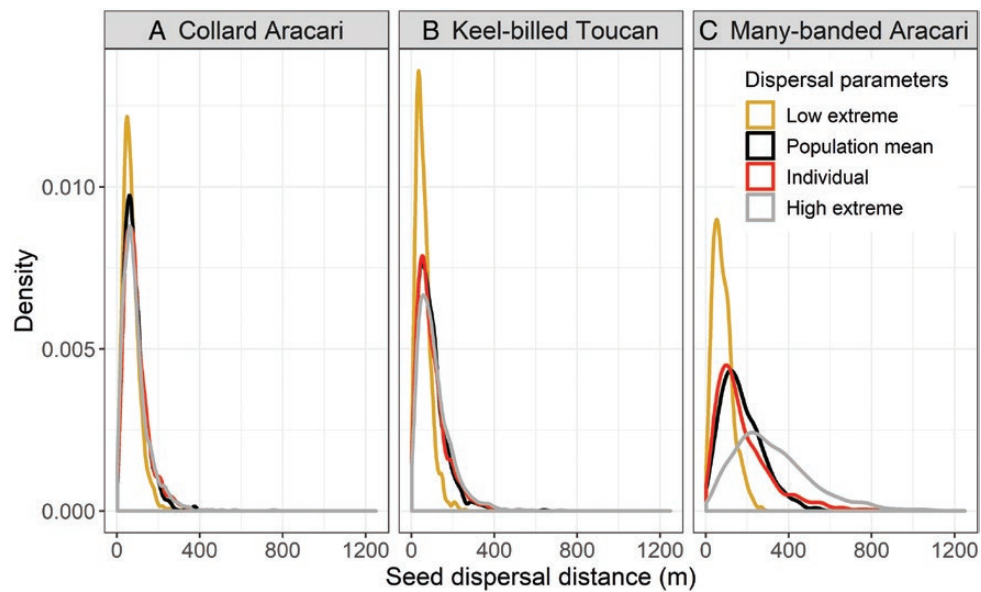 A Collard Aracari
B Keel-billed Toucan
C Many-banded Aracari
Dispersal parameters
Low extreme
Population mean
Individual
High extreme
Density
0.010
0.005
0.000
0 400 800 1200
0 400 800 1200
0 400 800 1200
Seed dispersal distance (m)